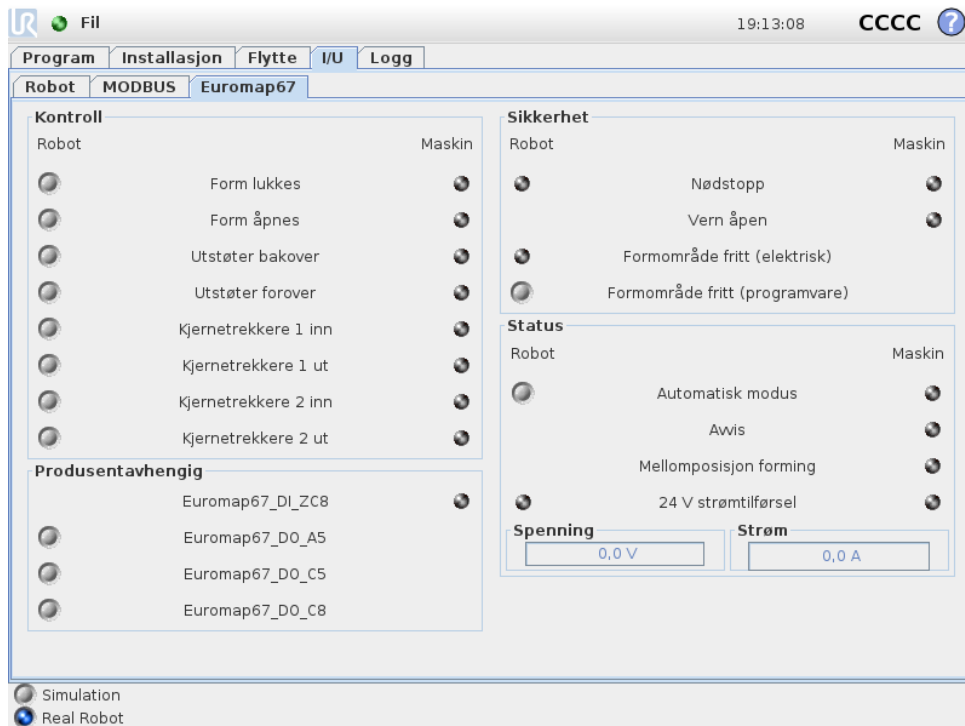 UR Fil 19:13:08 CCCC ?
Program Installasjon Flytte I/U Logg
Robot MODBUS Euromap67
Kontroll
Robot Maskin
Form lukkes
Form åpnes
Utstøter bakover
Utstøter forover
Kjernetrekkere 1 inn
Kjernetrekkere 1 ut
Kjernetrekkere 2 inn
Kjernetrekkere 2 ut
Produsentavhengig
Euromap67_DI_ZC8
Euromap67_DO_A5
Euromap67_DO_C5
Euromap67_DO_C8
Sikkerhet
Robot Maskin
Nødstopp
Vern åpen
Formområde fritt (elektrisk)
Formområde fritt (programvare)
Status
Robot Maskin
Automatisk modus
Avvis
Mellomposisjon forming
24 V strømtilførsel
Spenning Strøm
0,0 V 0,0 A
Simulation
Real Robot